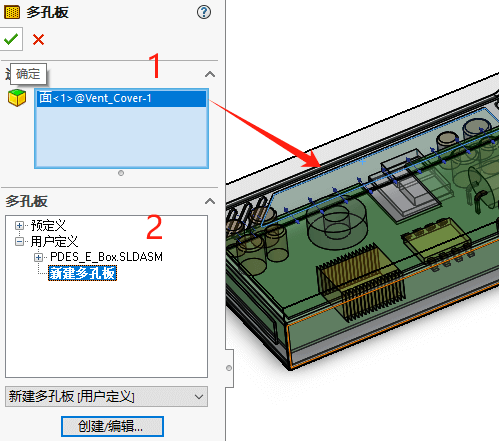 多孔板
确定
1
面<1>@Vent_Cover-1
多孔板
2
预定义
用户定义
PDES_E_Box.SLDASM
新建多孔板
新建多孔板 [用户定义]
创建/编辑...